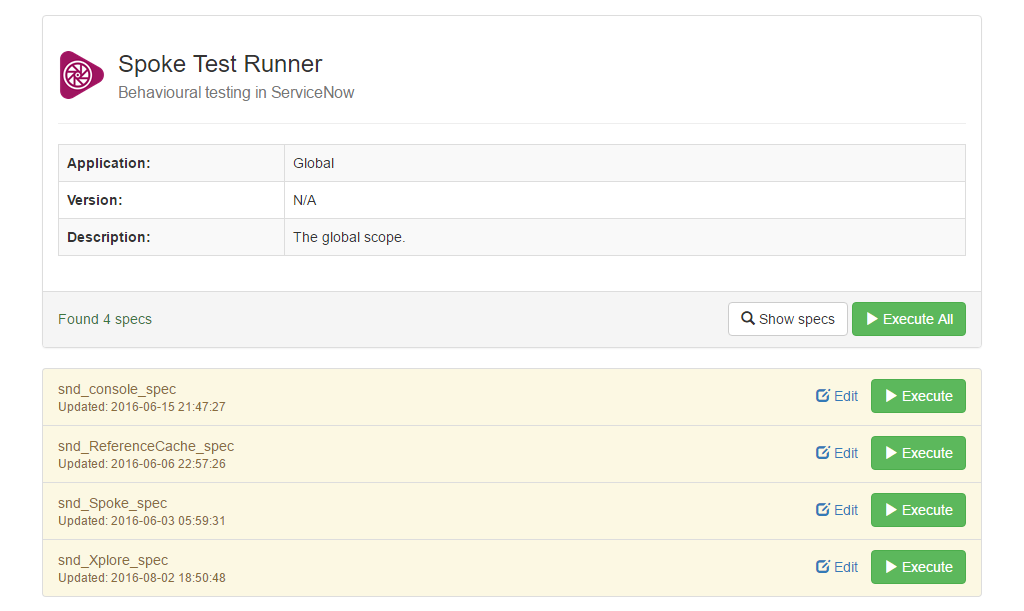 Spoke Test Runner
Behavioural testing in ServiceNow
Application: Global
Version: N/A
Description: The global scope.
Found 4 specs Show specs Execute All
snd_console_spec
Updated: 2016-06-15 21:47:27
Edit Execute
snd_ReferenceCache_spec
Updated: 2016-06-06 22:57:26
Edit Execute
snd_Spoke_spec
Updated: 2016-06-03 05:59:31
Edit Execute
snd_Xplore_spec
Updated: 2016-08-02 18:50:48
Edit Execute